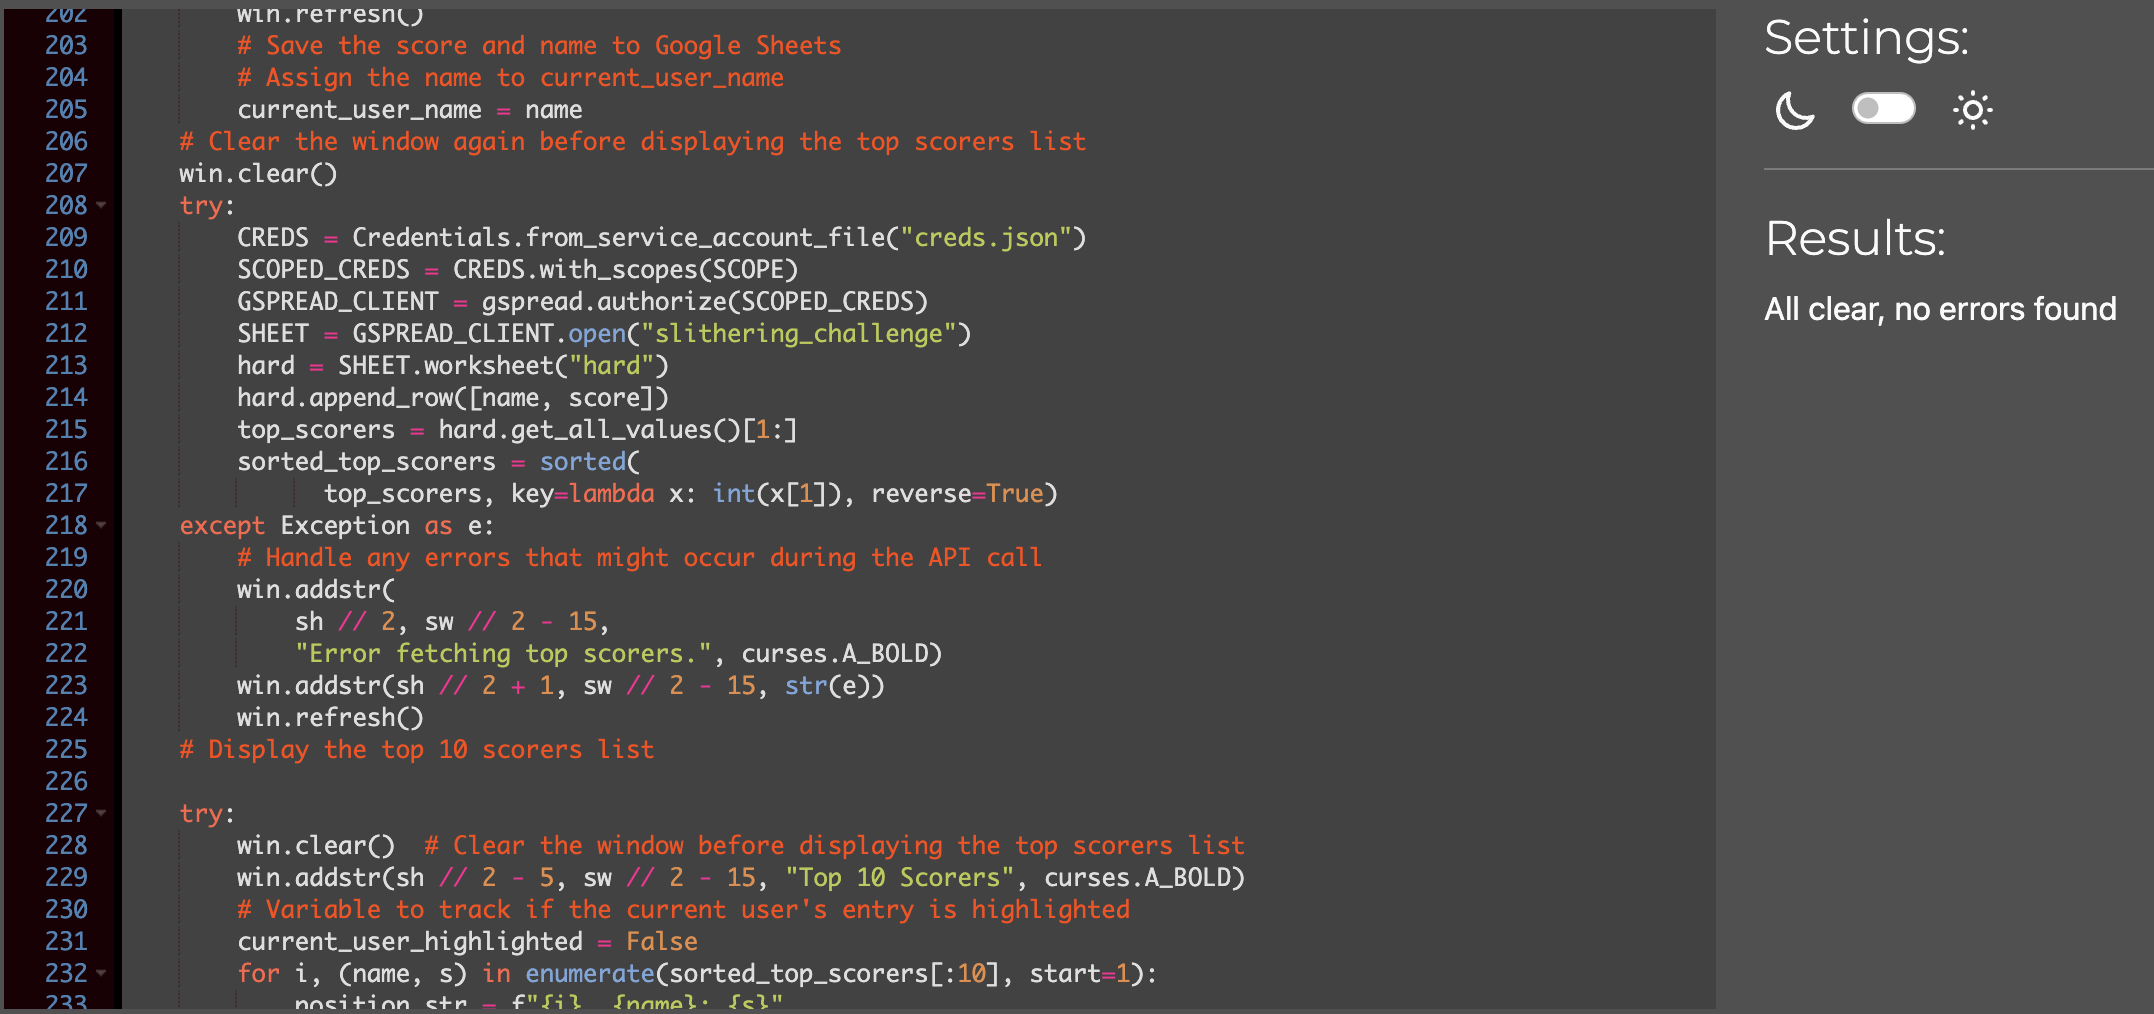 202             win.refresh()
203             # Save the score and name to Google Sheets
204             # Assign the name to current_user_name
205             current_user_name = name
206         # Clear the window again before displaying the top scorers list
207         win.clear()
208         try:
209             CREDS = Credentials.from_service_account_file("creds.json")
210             SCOPED_CREDS = CREDS.with_scopes(SCOPE)
211             GSPREAD_CLIENT = gspread.authorize(SCOPED_CREDS)
212             SHEET = GSPREAD_CLIENT.open("slithering_challenge")
213             hard = SHEET.worksheet("hard")
214             hard.append_row([name, score])
215             top_scorers = hard.get_all_values()[1:]
216             sorted_top_scorers = sorted(
217                   top_scorers, key=lambda x: int(x[1]), reverse=True)
218         except Exception as e:
219             # Handle any errors that might occur during the API call
220             win.addstr(
221                 sh // 2, sw // 2 - 15,
222                 "Error fetching top scorers.", curses.A_BOLD)
223             win.addstr(sh // 2 + 1, sw // 2 - 15, str(e))
224             win.refresh()
225         # Display the top 10 scorers list
226
227         try:
228             win.clear()  # Clear the window before displaying the top scorers list
229             win.addstr(sh // 2 - 5, sw // 2 - 15, "Top 10 Scorers", curses.A_BOLD)
230             # Variable to track if the current user's entry is highlighted
231             current_user_highlighted = False
232             for i, (name, s) in enumerate(sorted_top_scorers[:10], start=1):
233                 position_str = f"{i}. {name}: {s}"
Settings:
Results:
All clear, no errors found